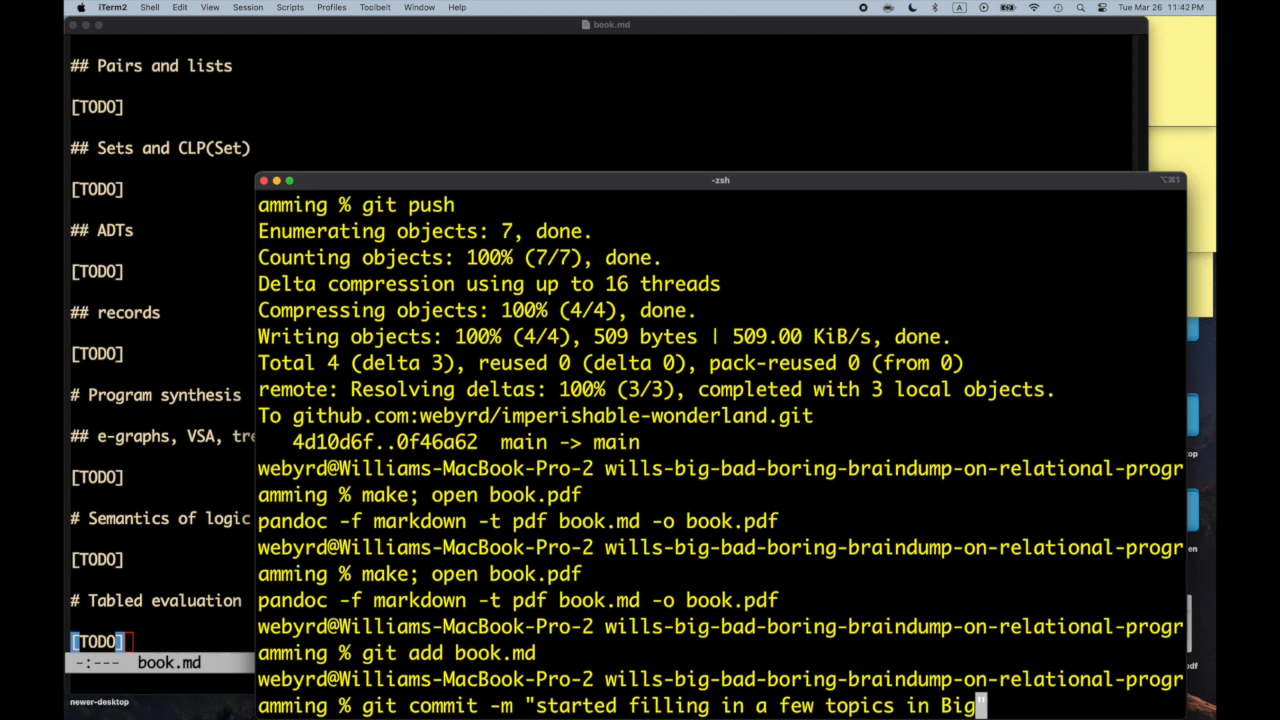 iTerm2 Shell Edit View Session Scripts Profiles Toolbelt Window Help A Tue Mar 26 11:42 PM
book.md
## Pairs and lists
[TODO]
## Sets and CLP(Set)
[TODO]
## ADTs
[TODO]
## records
[TODO]
# Program synthesis
## e-graphs, VSA, tre
[TODO]
# Semantics of logic
[TODO]
# Tabled evaluation
[TODO]
-:--- book.md
newer-desktop
-zsh ⌥⌘1
amming % git push
Enumerating objects: 7, done.
Counting objects: 100% (7/7), done.
Delta compression using up to 16 threads
Compressing objects: 100% (4/4), done.
Writing objects: 100% (4/4), 509 bytes | 509.00 KiB/s, done.
Total 4 (delta 3), reused 0 (delta 0), pack-reused 0 (from 0)
remote: Resolving deltas: 100% (3/3), completed with 3 local objects.
To github.com:webyrd/imperishable-wonderland.git
4d10d6f..0f46a62 main -> main
webyrd@Williams-MacBook-Pro-2 wills-big-bad-boring-braindump-on-relational-progr
amming % make; open book.pdf
pandoc -f markdown -t pdf book.md -o book.pdf
webyrd@Williams-MacBook-Pro-2 wills-big-bad-boring-braindump-on-relational-progr
amming % make; open book.pdf
pandoc -f markdown -t pdf book.md -o book.pdf
webyrd@Williams-MacBook-Pro-2 wills-big-bad-boring-braindump-on-relational-progr
amming % git add book.md
webyrd@Williams-MacBook-Pro-2 wills-big-bad-boring-braindump-on-relational-progr
amming % git commit -m "started filling in a few topics in Big"
top
en
pdf